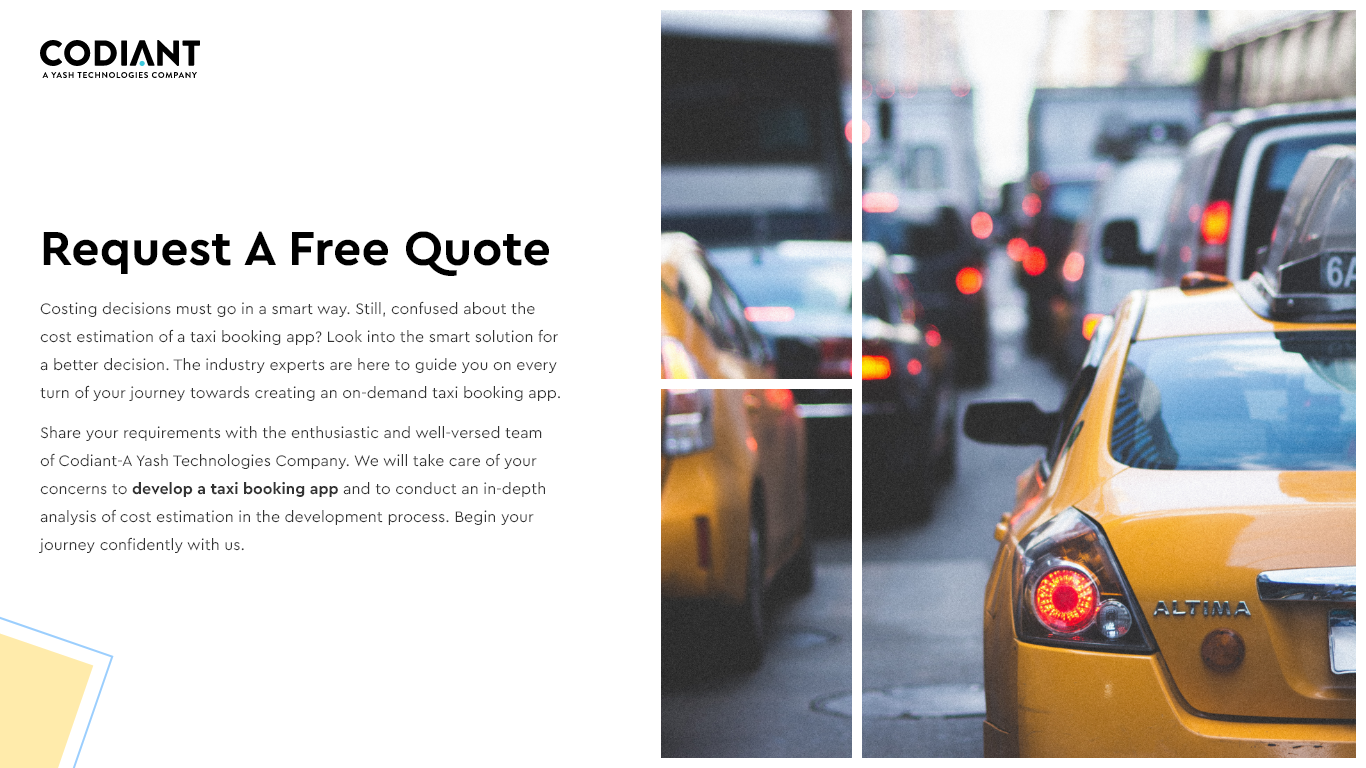 CODIANT
A YASH TECHNOLOGIES COMPANY
Request A Free Quote
Costing decisions must go in a smart way. Still, confused about the
cost estimation of a taxi booking app? Look into the smart solution for
a better decision. The industry experts are here to guide you on every
turn of your journey towards creating an on-demand taxi booking app.
Share your requirements with the enthusiastic and well-versed team
of Codiant-A Yash Technologies Company. We will take care of your
concerns to develop a taxi booking app and to conduct an in-depth
analysis of cost estimation in the development process. Begin your
journey confidently with us.
6A
ALTIMA